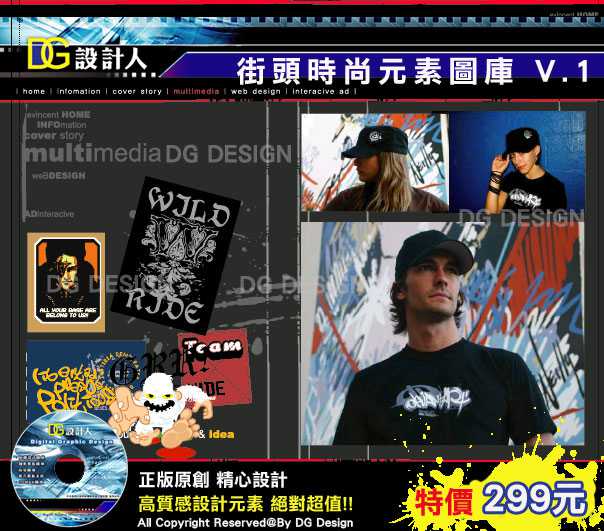 evincent HOME
DG設計人
街頭時尚元素圖庫 V.1
| home | infomation | cover story | multimedia | web design | interacive ad |
evincent HOME
INFOmation
cover story
multimedia DG DESIGN
weBDESIGN
ADInteractive
WILD
RIDE
DG DESIGN
DG DESIGN
DG DESIGN
ALL YOUR BASE ARE
BELONG TO US!
Team
& Idea
DG設計人
Digital Graphic Design
正版原創 精心設計
高質感設計元素 絕對超值!!
All Copyright Reserved@By DG Design
特價 299元